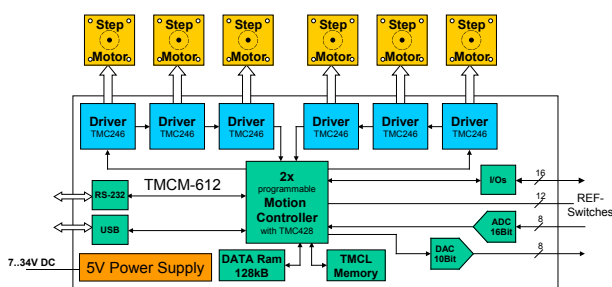 Step
Motor
Step
Motor
Step
Motor
Step
Motor
Step
Motor
Step
Motor
Driver
TMC246
Driver
TMC246
Driver
TMC246
Driver
TMC246
Driver
TMC246
Driver
TMC246
TMCM-612
RS-232
USB
2x
programmable
Motion
Controller
with TMC428
I/Os
16
12
REF-
Switches
ADC
16Bit
8
DAC
10Bit
8
7..34V DC
5V Power Supply
DATA Ram
128kB
TMCL
Memory